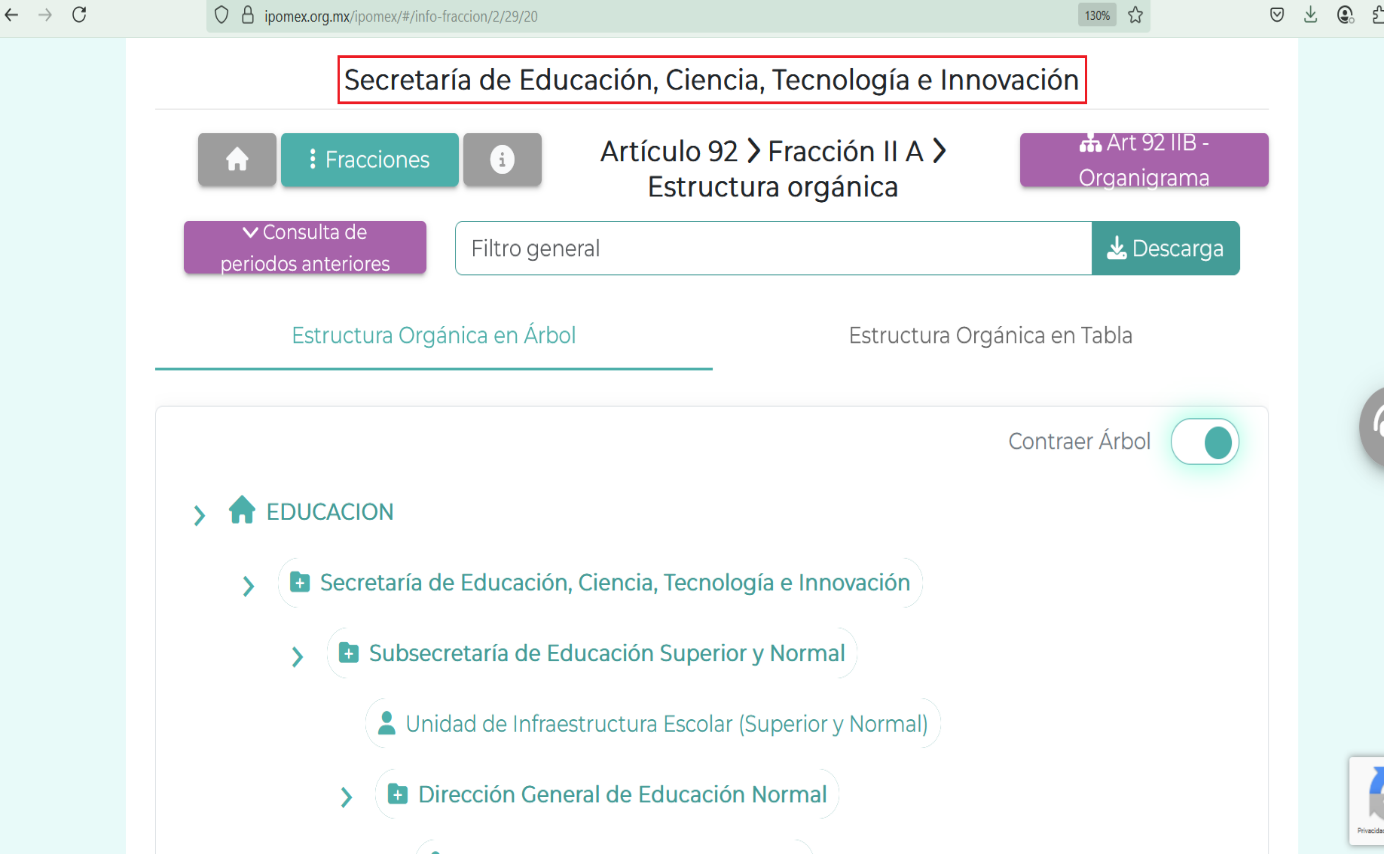 ipomex.org.mx/ipomex/#/info-fraccion/2/29/20
130%
Secretaría de Educación, Ciencia, Tecnología e Innovación
Fracciones
Artículo 92 Fracción II A
Estructura orgánica
Art 92 IIB -
Organigrama
Consulta de
periodos anteriores
Filtro general
Descarga
Estructura Orgánica en Árbol
Estructura Orgánica en Tabla
Contraer Árbol
EDUCACION
Secretaría de Educación, Ciencia, Tecnología e Innovación
Subsecretaría de Educación Superior y Normal
Unidad de Infraestructura Escolar (Superior y Normal)
Dirección General de Educación Normal